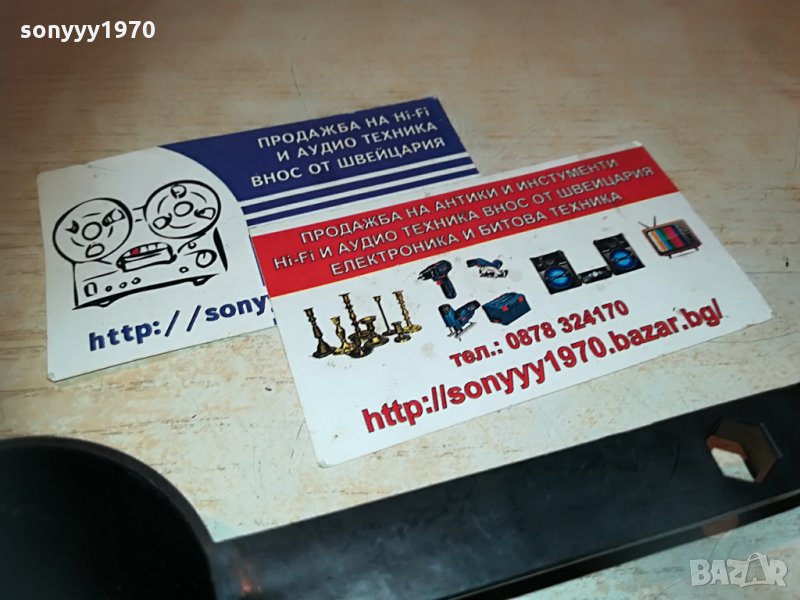 sonyyy1970
ПРОДАЖБА НА Hi-Fi
И АУДИО ТЕХНИКА
ВНОС ОТ ШВЕЙЦАРИЯ
http://sony
ПРОДАЖБА НА АНТИКИ И ИНСТУМЕНТИ
Hi-Fi И АУДИО ТЕХНИКА ВНОС ОТ ШВЕЙЦАРИЯ
ЕЛЕКТРОНИКА И БИТОВА ТЕХНИКА
тел.: 0878 324170
http://sonyyy1970.bazar.bg/
sonyyy1970
BAZAR